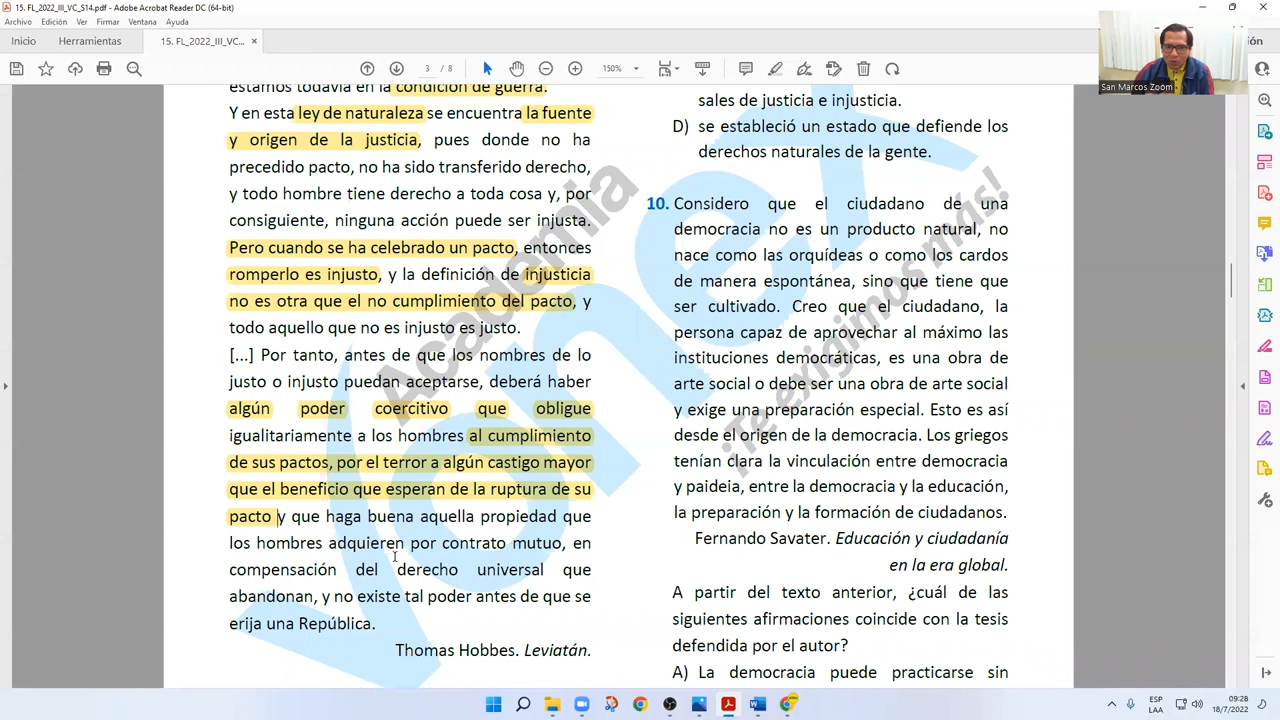 15. FL_2022_III_VC_S14.pdf - Adobe Acrobat Reader DC (64-bit)
Archivo Edición Ver Firmar Ventana Ayuda
Inicio Herramientas 15. FL_2022_III_VC... ×
3 / 8 150%
San Marcos Zoom
estamos todavía en la condición de guerra.
Y en esta ley de naturaleza se encuentra la fuente
y origen de la justicia, pues donde no ha
precedido pacto, no ha sido transferido derecho,
y todo hombre tiene derecho a toda cosa y, por
consiguiente, ninguna acción puede ser injusta.
Pero cuando se ha celebrado un pacto, entonces
romperlo es injusto, y la definición de injusticia
no es otra que el no cumplimiento del pacto, y
todo aquello que no es injusto es justo.
[...] Por tanto, antes de que los nombres de lo
justo o injusto puedan aceptarse, deberá haber
algún poder coercitivo que obligue
igualitariamente a los hombres al cumplimiento
de sus pactos, por el terror a algún castigo mayor
que el beneficio que esperan de la ruptura de su
pacto y que haga buena aquella propiedad que
los hombres adquieren por contrato mutuo, en
compensación del derecho universal que
abandonan, y no existe tal poder antes de que se
erija una República.
Thomas Hobbes. Leviatán.
sales de justicia e injusticia.
D) se estableció un estado que defiende los
derechos naturales de la gente.
10. Considero que el ciudadano de una
democracia no es un producto natural, no
nace como las orquídeas o como los cardos
de manera espontánea, sino que tiene que
ser cultivado. Creo que el ciudadano, la
persona capaz de aprovechar al máximo las
instituciones democráticas, es una obra de
arte social o debe ser una obra de arte social
y exige una preparación especial. Esto es así
desde el origen de la democracia. Los griegos
tenían clara la vinculación entre democracia
y paideia, entre la democracia y la educación,
la preparación y la formación de ciudadanos.
Fernando Savater. Educación y ciudadanía
en la era global.
A partir del texto anterior, ¿cuál de las
siguientes afirmaciones coincide con la tesis
defendida por el autor?
A) La democracia puede practicarse sin
Academia
Vonex
¡Te exigimos más!
ESP
LAA
09:28
18/7/2022